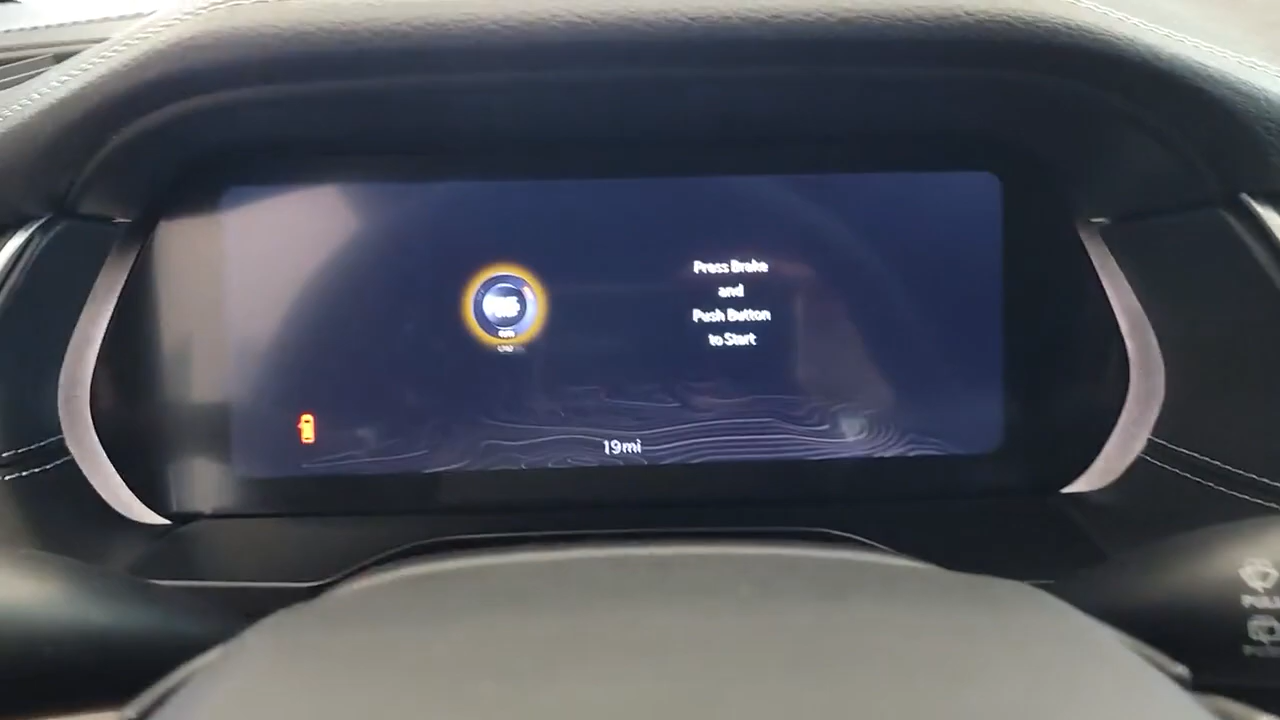 Press Brake
and
Push Button
to Start
19mi